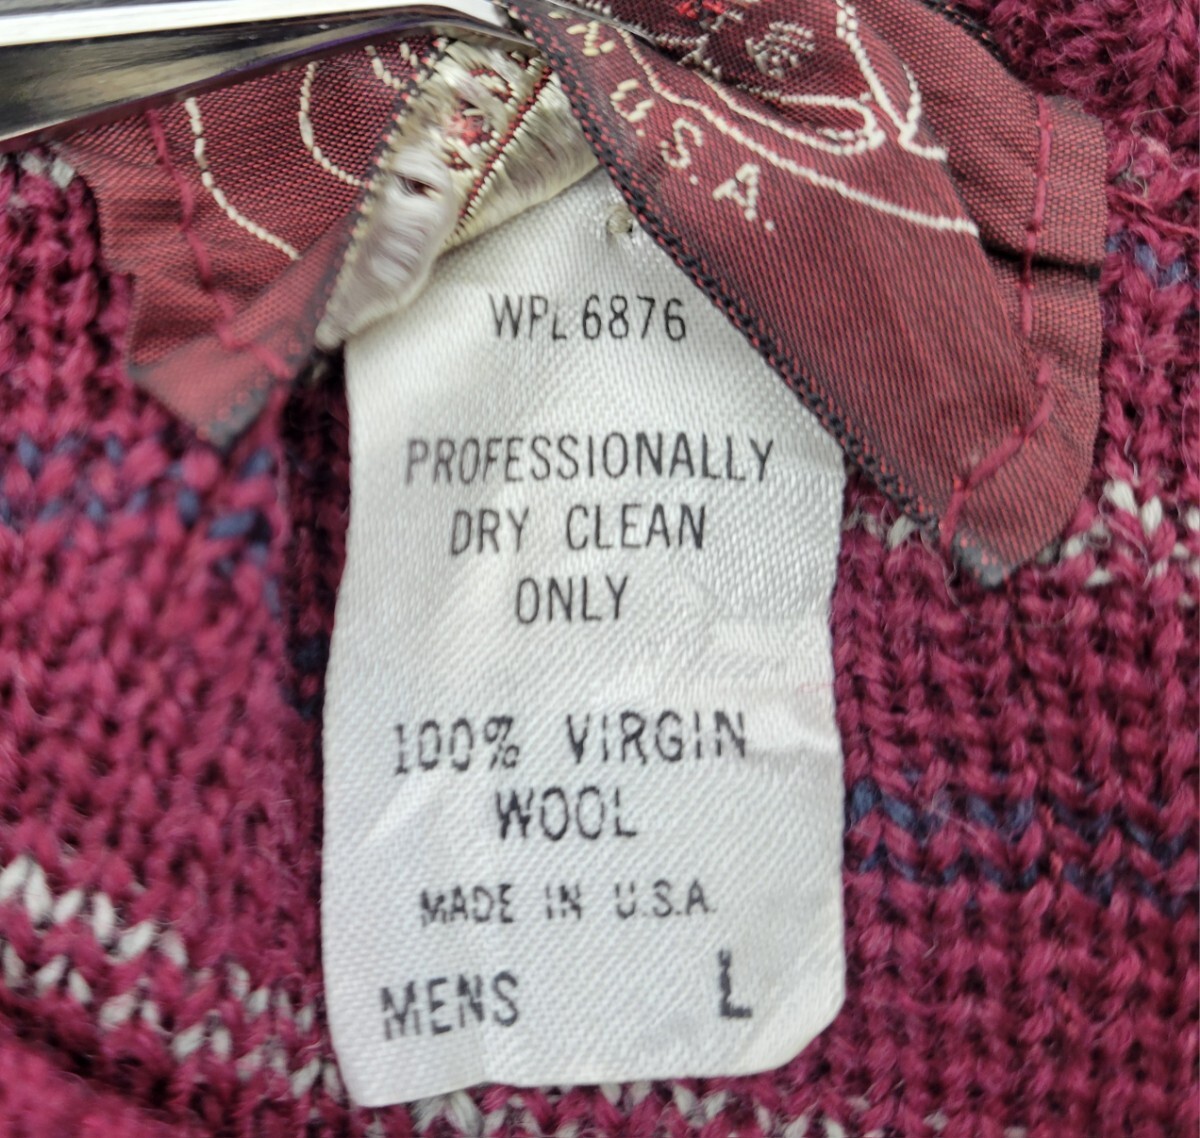 N U.S.A.
WPL 6876
PROFESSIONALLY
DRY CLEAN
ONLY
100% VIRGIN
WOOL
MADE IN U.S.A.
MENS L